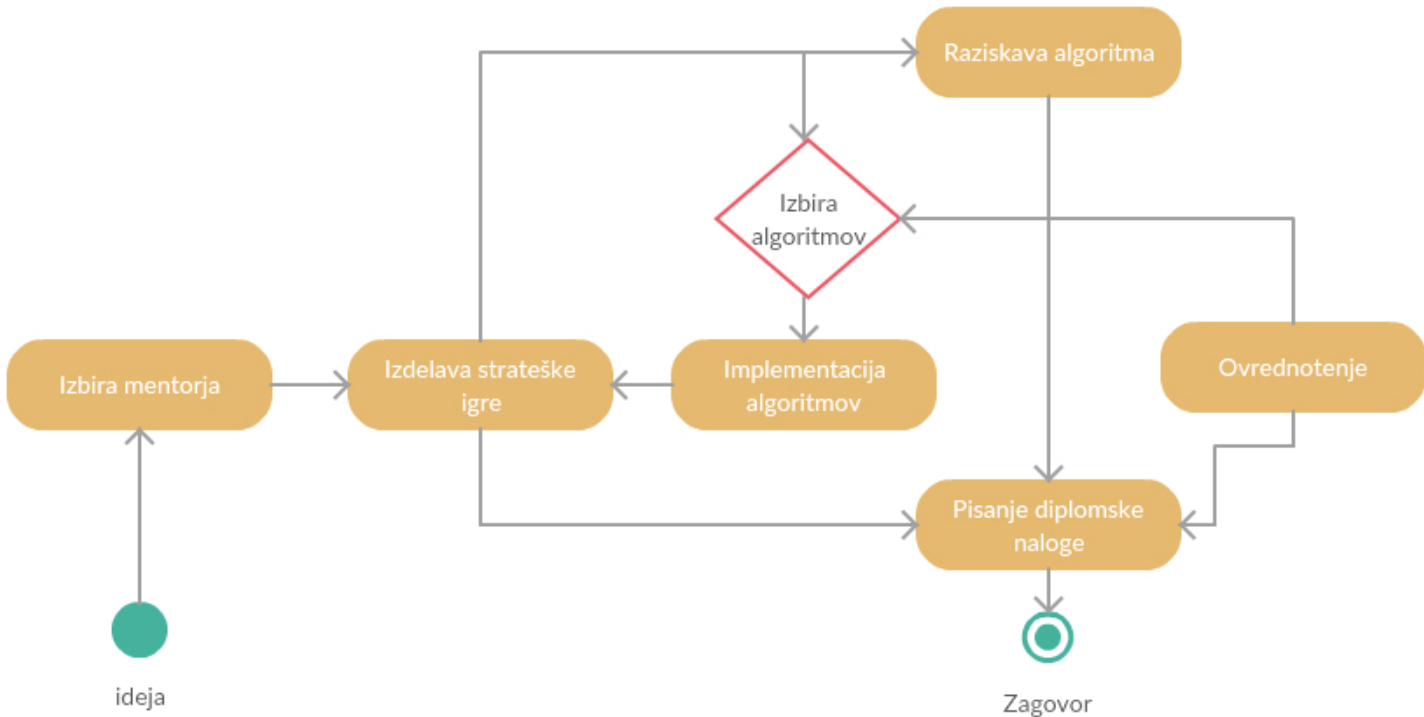 Raziskava algoritma
Izbira
algoritmov
Izbira mentorja
Izdelava strateške
igre
Implementacija
algoritmov
Ovrednotenje
Pisanje diplomske
naloge
ideja
Zagovor